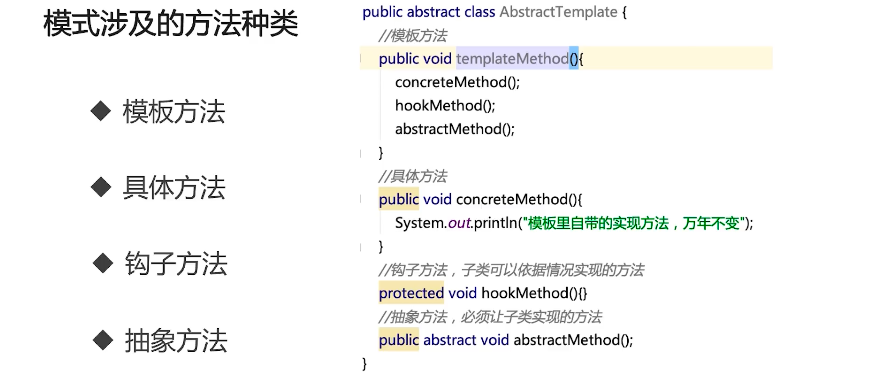 模式涉及的方法种类
◆ 模板方法
◆ 具体方法
◆ 钩子方法
◆ 抽象方法
public abstract class AbstractTemplate {
//模板方法
public void templateMethod(){
concreteMethod();
hookMethod();
abstractMethod();
}
//具体方法
public void concreteMethod(){
System.out.println("模板里自带的实现方法，万年不变");
}
//钩子方法，子类可以依据情况实现的方法
protected void hookMethod(){}
//抽象方法，必须让子类实现的方法
public abstract void abstractMethod();
}